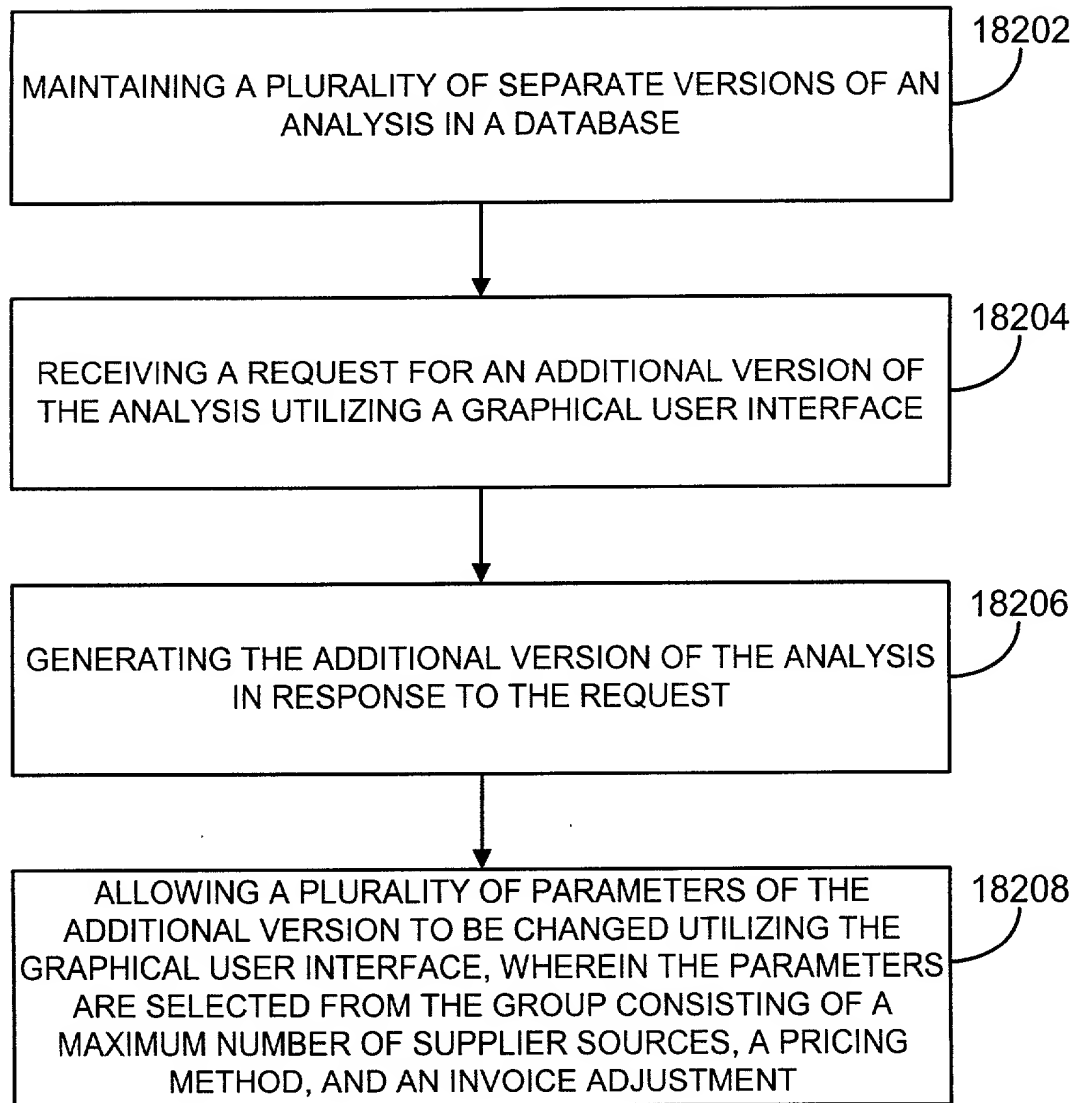 18202
MAINTAINING A PLURALITY OF SEPARATE VERSIONS OF AN
ANALYSIS IN A DATABASE
18204
RECEIVING A REQUEST FOR AN ADDITIONAL VERSION OF
THE ANALYSIS UTILIZING A GRAPHICAL USER INTERFACE
18206
GENERATING THE ADDITIONAL VERSION OF THE ANALYSIS
IN RESPONSE TO THE REQUEST
18208
ALLOWING A PLURALITY OF PARAMETERS OF THE
ADDITIONAL VERSION TO BE CHANGED UTILIZING THE
GRAPHICAL USER INTERFACE, WHEREIN THE PARAMETERS
ARE SELECTED FROM THE GROUP CONSISTING OF A
MAXIMUM NUMBER OF SUPPLIER SOURCES, A PRICING
METHOD, AND AN INVOICE ADJUSTMENT